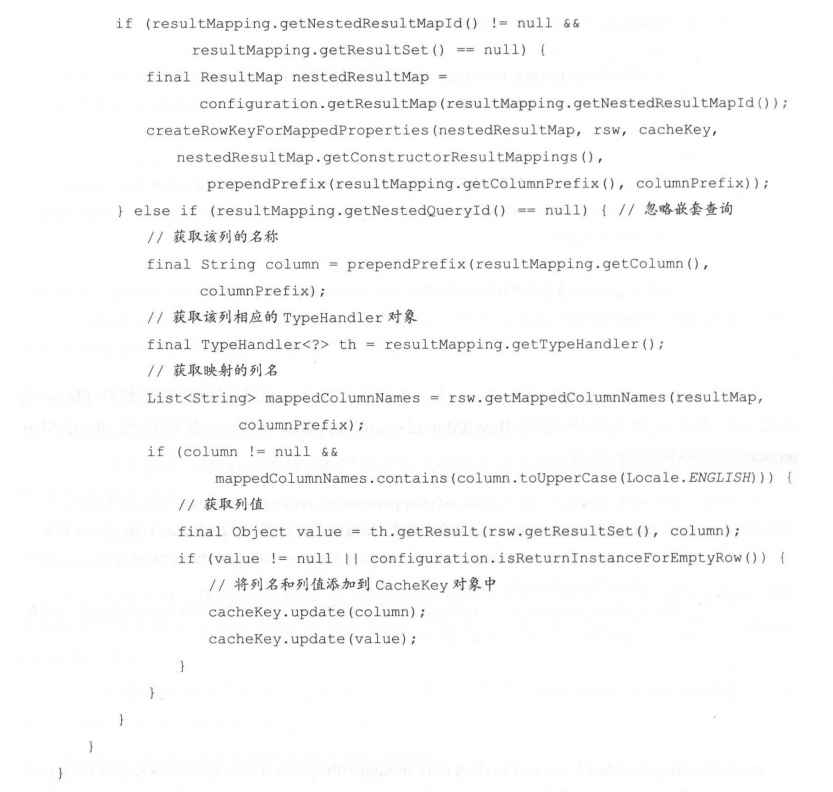 if (resultMapping.getNestedResultMapId() != null &&
resultMapping.getResultSet() == null) {
final ResultMap nestedResultMap =
configuration.getResultMap(resultMapping.getNestedResultMapId());
createRowKeyForMappedProperties(nestedResultMap, rsw, cacheKey,
nestedResultMap.getConstructorResultMappings(),
prependPrefix(resultMapping.getColumnPrefix(), columnPrefix));
} else if (resultMapping.getNestedQueryId() == null) { // 忽略嵌套查询
// 获取该列的名称
final String column = prependPrefix(resultMapping.getColumn(),
columnPrefix);
// 获取该列相应的 TypeHandler 对象
final TypeHandler<?> th = resultMapping.getTypeHandler();
// 获取映射的列名
List<String> mappedColumnNames = rsw.getMappedColumnNames(resultMap,
columnPrefix);
if (column != null &&
mappedColumnNames.contains(column.toUpperCase(Locale.ENGLISH))) {
// 获取列值
final Object value = th.getResult(rsw.getResultSet(), column);
if (value != null || configuration.isReturnInstanceForEmptyRow()) {
// 将列名和列值添加到 CacheKey 对象中
cacheKey.update(column);
cacheKey.update(value);
}
}
}
}
}